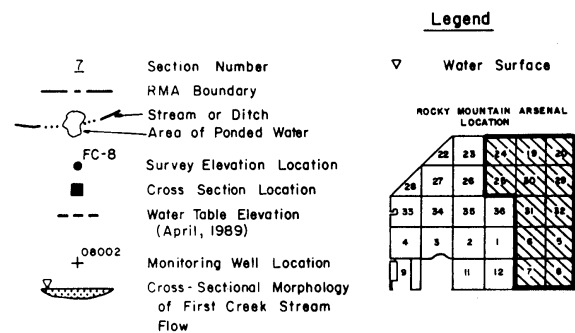 Legend
7 Section Number
RMA Boundary
Stream or Ditch
Area of Ponded Water
FC-8
Survey Elevation Location
Cross Section Location
Water Table Elevation
(April, 1989)
08002
Monitoring Well Location
Cross-Sectional Morphology
of First Creek Stream
Flow
Water Surface
ROCKY MOUNTAIN ARSENAL
LOCATION
22 23 24 19 20
28 27 26 25 30 29
33 34 35 36 31 32
4 3 2 1 6 5
9 11 12 7 8